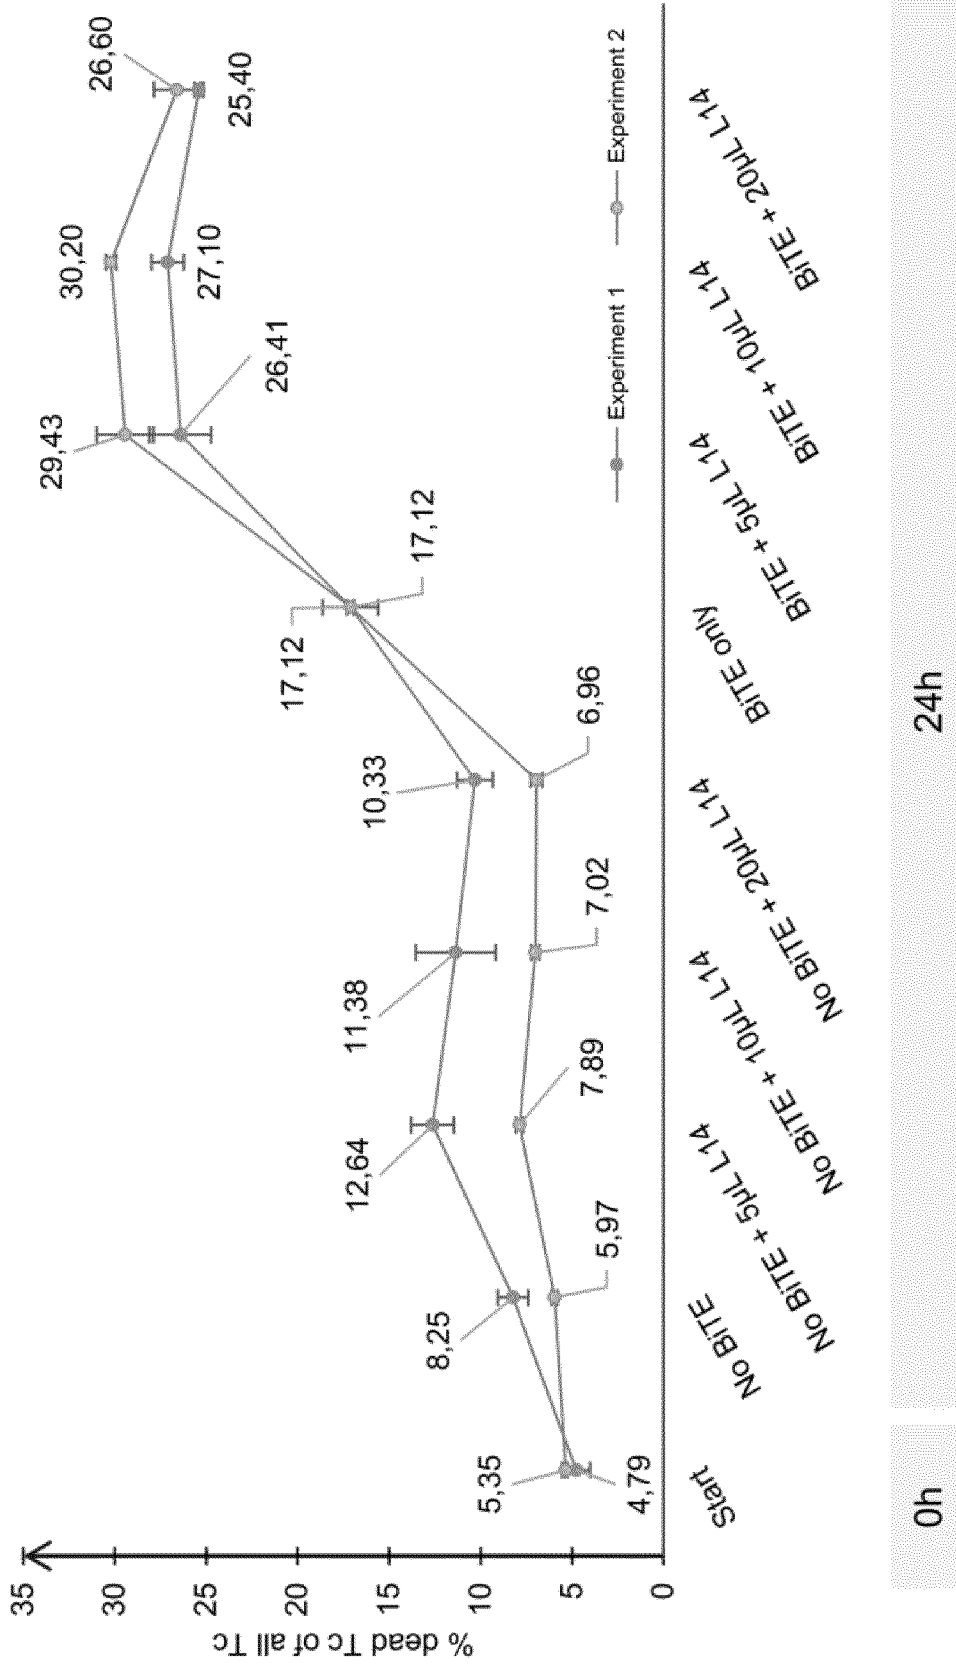 % dead Tc of all Tc
35
30
25
20
15
10
5
0
5,35
4,79
8,25
5,97
12,64
7,89
11,38
7,02
10,33
6,96
17,12
17,12
29,43
26,41
30,20
27,10
26,60
25,40
Experiment 1
Experiment 2
Start
No BiTE
No BiTE + 5µL L14
No BiTE + 10µL L14
No BiTE + 20µL L14
BiTE only
BiTE + 5µL L14
BiTE + 10µL L14
BiTE + 20µL L14
0h
24h